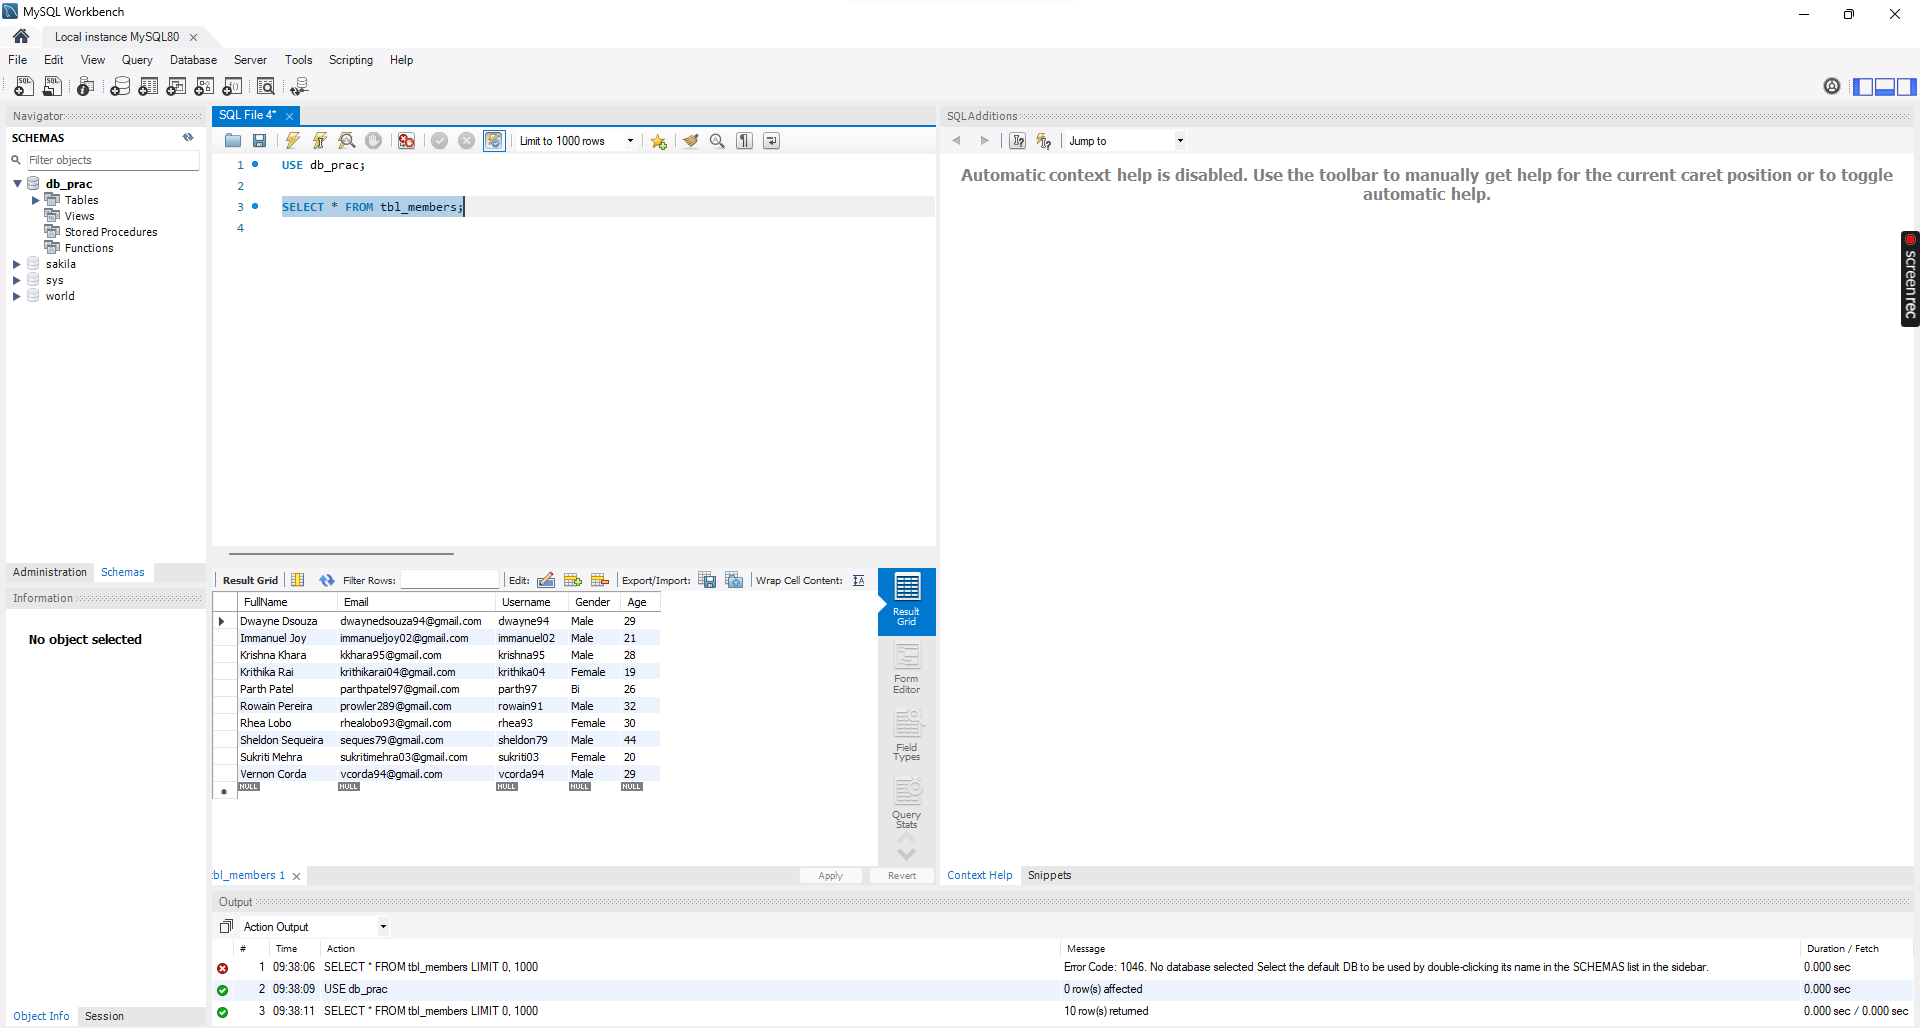 MySQL Workbench
Local instance MySQL80
File Edit View Query Database Server Tools Scripting Help
Navigator
SCHEMAS
Filter objects
db_prac
Tables
Views
Stored Procedures
Functions
sakila
sys
world
Administration Schemas
Information
No object selected
Object Info Session
SQL File 4*
Limit to 1000 rows
1 USE db_prac;
2
3 SELECT * FROM tbl_members;
4
SQLAdditions
Jump to
Automatic context help is disabled. Use the toolbar to manually get help for the current caret position or to toggle
automatic help.
screenrec
Result Grid Filter Rows: Edit: Export/Import: Wrap Cell Content:
FullName Email Username Gender Age
Dwayne Dsouza dwaynedsouza94@gmail.com dwayne94 Male 29
Immanuel Joy immanueljoy02@gmail.com immanuel02 Male 21
Krishna Khara kkhara95@gmail.com krishna95 Male 28
Krithika Rai krithikarai04@gmail.com krithika04 Female 19
Parth Patel parthpatel97@gmail.com parth97 Bi 26
Rowain Pereira prowler289@gmail.com rowain91 Male 32
Rhea Lobo rhealobo93@gmail.com rhea93 Female 30
Sheldon Sequeira seques79@gmail.com sheldon79 Male 44
Sukriti Mehra sukritimehra03@gmail.com sukriti03 Female 20
Vernon Corda vcorda94@gmail.com vcorda94 Male 29
NULL NULL NULL NULL NULL
Result
Grid
Form
Editor
Field
Types
Query
Stats
tbl_members 1
Apply Revert
Context Help Snippets
Output
Action Output
# Time Action Message Duration / Fetch
1 09:38:06 SELECT * FROM tbl_members LIMIT 0, 1000 Error Code: 1046. No database selected Select the default DB to be used by double-clicking its name in the SCHEMAS list in the sidebar. 0.000 sec
2 09:38:09 USE db_prac 0 row(s) affected 0.000 sec
3 09:38:11 SELECT * FROM tbl_members LIMIT 0, 1000 10 row(s) returned 0.000 sec / 0.000 sec